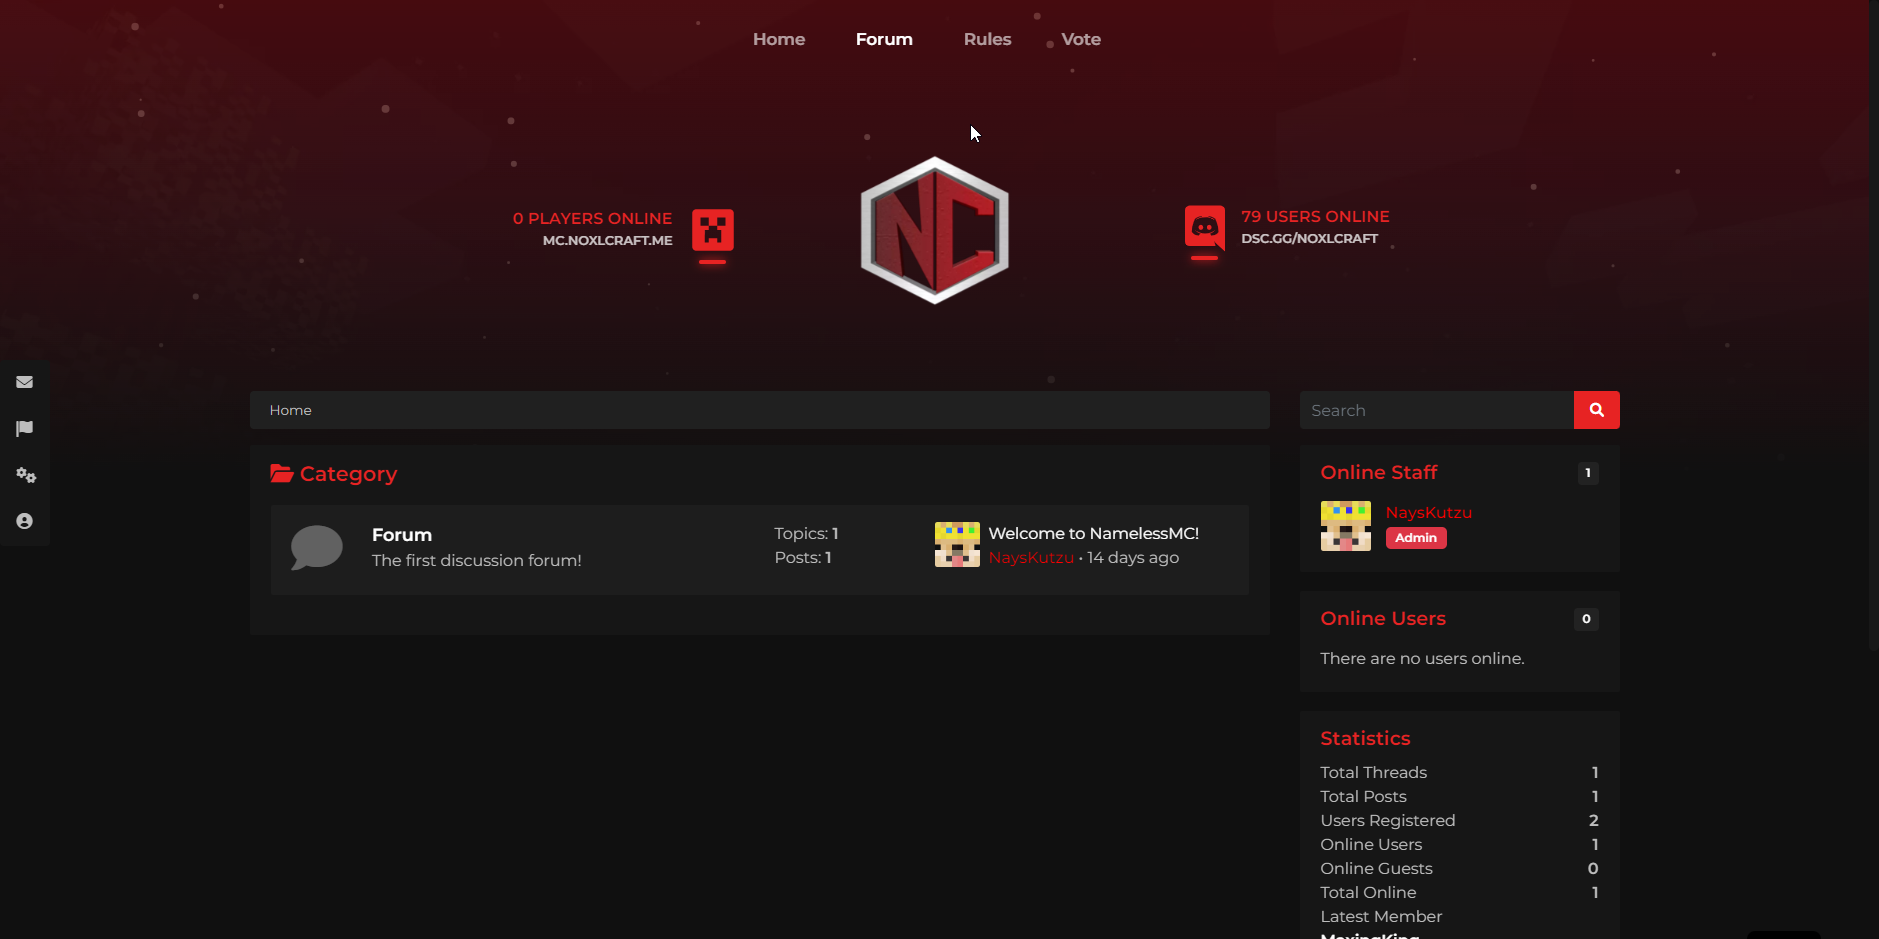 Home Forum Rules Vote
0 PLAYERS ONLINE
MC.NOXLCRAFT.ME
NC
79 USERS ONLINE
DSC.GG/NOXLCRAFT
Home
Search
Category
Forum
The first discussion forum!
Topics: 1
Posts: 1
Welcome to NamelessMC!
NaysKutzu • 14 days ago
Online Staff 1
NaysKutzu
Admin
Online Users 0
There are no users online.
Statistics
Total Threads 1
Total Posts 1
Users Registered 2
Online Users 1
Online Guests 0
Total Online 1
Latest Member